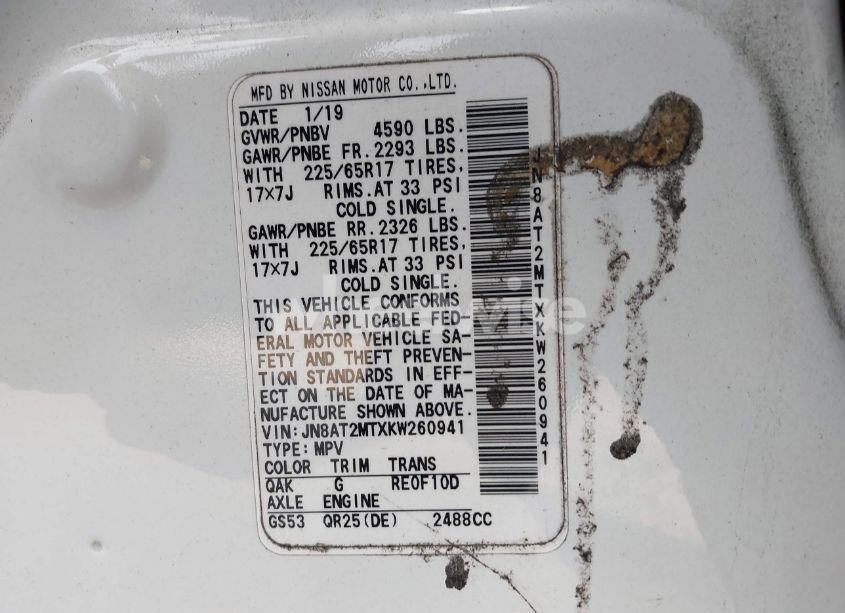 MFD BY NISSAN MOTOR CO.,LTD.
DATE 1/19
GVWR/PNBV 4590 LBS.
GAWR/PNBE FR.2293 LBS.
WITH 225/65R17 TIRES,
17×7J RIMS.AT 33 PSI
COLD SINGLE.
GAWR/PNBE RR.2326 LBS.
WITH 225/65R17 TIRES,
17×7J RIMS.AT 33 PSI
COLD SINGLE.
THIS VEHICLE CONFORMS
TO ALL APPLICABLE FED-
ERAL MOTOR VEHICLE SA-
FETY AND THEFT PREVEN-
TION STANDARDS IN EFF-
ECT ON THE DATE OF MA-
NUFACTURE SHOWN ABOVE.
VIN:JN8AT2MTXKW260941
TYPE:MPV
COLOR TRIM TRANS
QAK G RE0F10D
AXLE ENGINE
GS53 QR25(DE) 2488CC
JN8AT2MTXKW260941